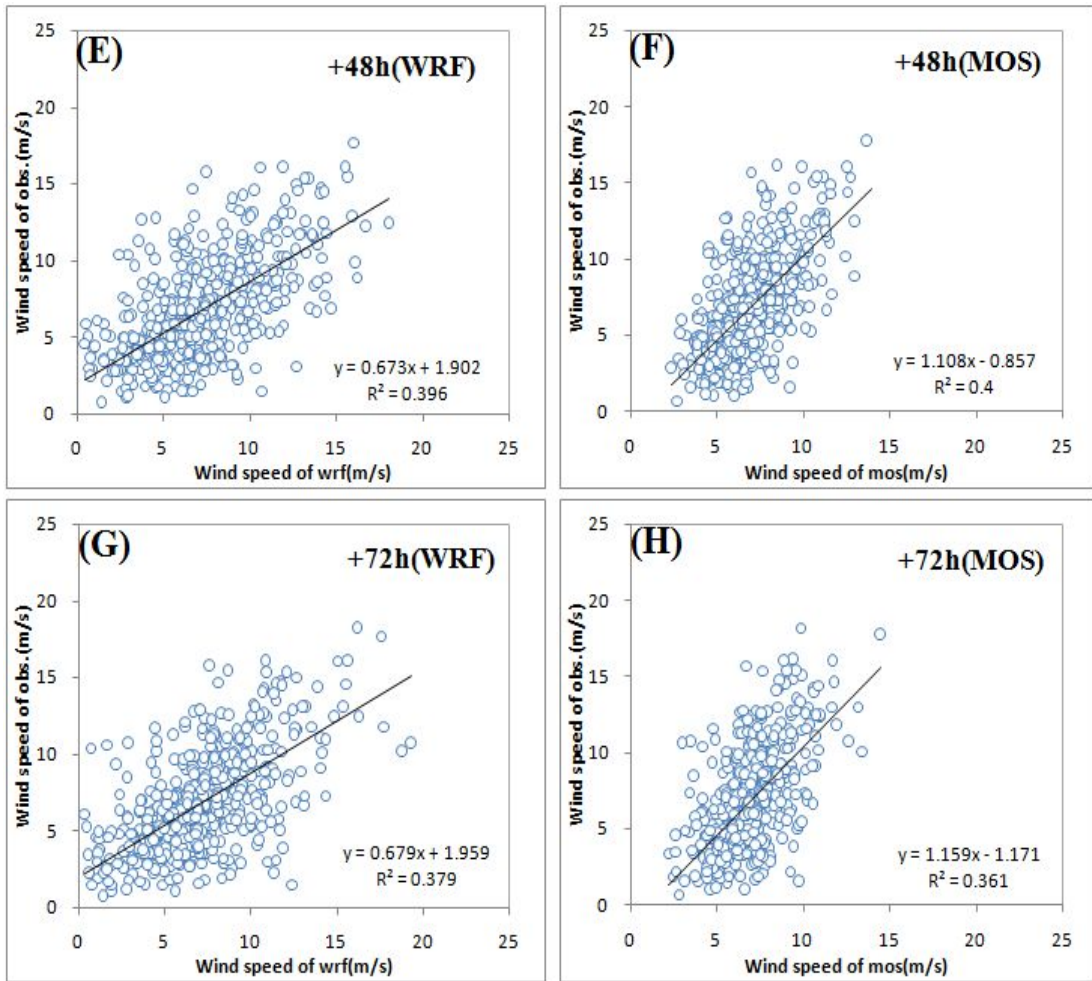 (E)
+48h(WRF)
25
20
15
10
5
0
Wind speed of obs.(m/s)
y = 0.673x + 1.902
R² = 0.396
0 5 10 15 20 25
Wind speed of wrf(m/s)
(F)
+48h(MOS)
25
20
15
10
5
0
Wind speed of obs.(m/s)
y = 1.108x - 0.857
R² = 0.4
0 5 10 15 20 25
Wind speed of mos(m/s)
(G)
+72h(WRF)
25
20
15
10
5
0
Wind speed of obs.(m/s)
y = 0.679x + 1.959
R² = 0.379
0 5 10 15 20 25
Wind speed of wrf(m/s)
(H)
+72h(MOS)
25
20
15
10
5
0
Wind speed of obs.(m/s)
y = 1.159x - 1.171
R² = 0.361
0 5 10 15 20 25
Wind speed of mos(m/s)